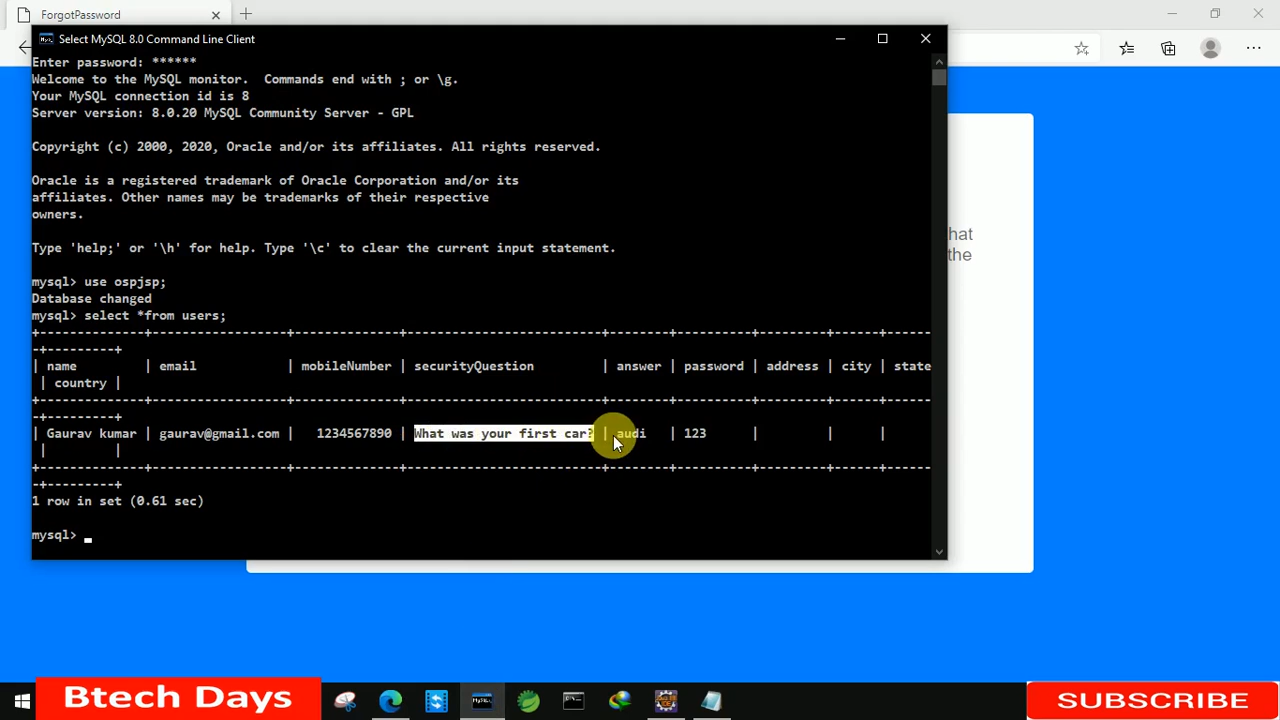 ForgotPassword
Select MySQL 8.0 Command Line Client
Enter password: ******
Welcome to the MySQL monitor.  Commands end with ; or \g.
Your MySQL connection id is 8
Server version: 8.0.20 MySQL Community Server - GPL
Copyright (c) 2000, 2020, Oracle and/or its affiliates. All rights reserved.
Oracle is a registered trademark of Oracle Corporation and/or its
affiliates. Other names may be trademarks of their respective
owners.
Type 'help;' or '\h' for help. Type '\c' to clear the current input statement.
mysql> use ospjsp;
Database changed
mysql> select *from users;
| name | email | mobileNumber | securityQuestion | answer | password | address | city | state
| country |
| Gaurav kumar | gaurav@gmail.com | 1234567890 | What was your first car? | audi | 123 | | |
| |
1 row in set (0.61 sec)
mysql>
hat
the
Btech Days
SUBSCRIBE